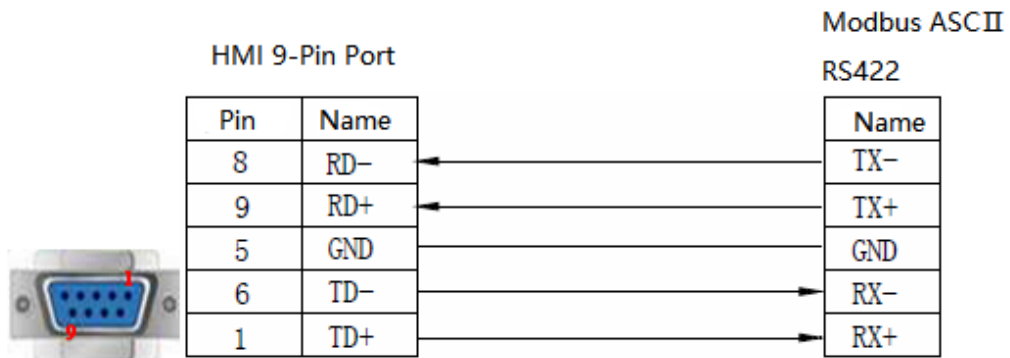 Modbus ASCⅡ
HMI 9-Pin Port
RS422
Pin Name Name
8 RD- TX-
9 RD+ TX+
5 GND GND
6 TD- RX-
1 TD+ RX+
1
9